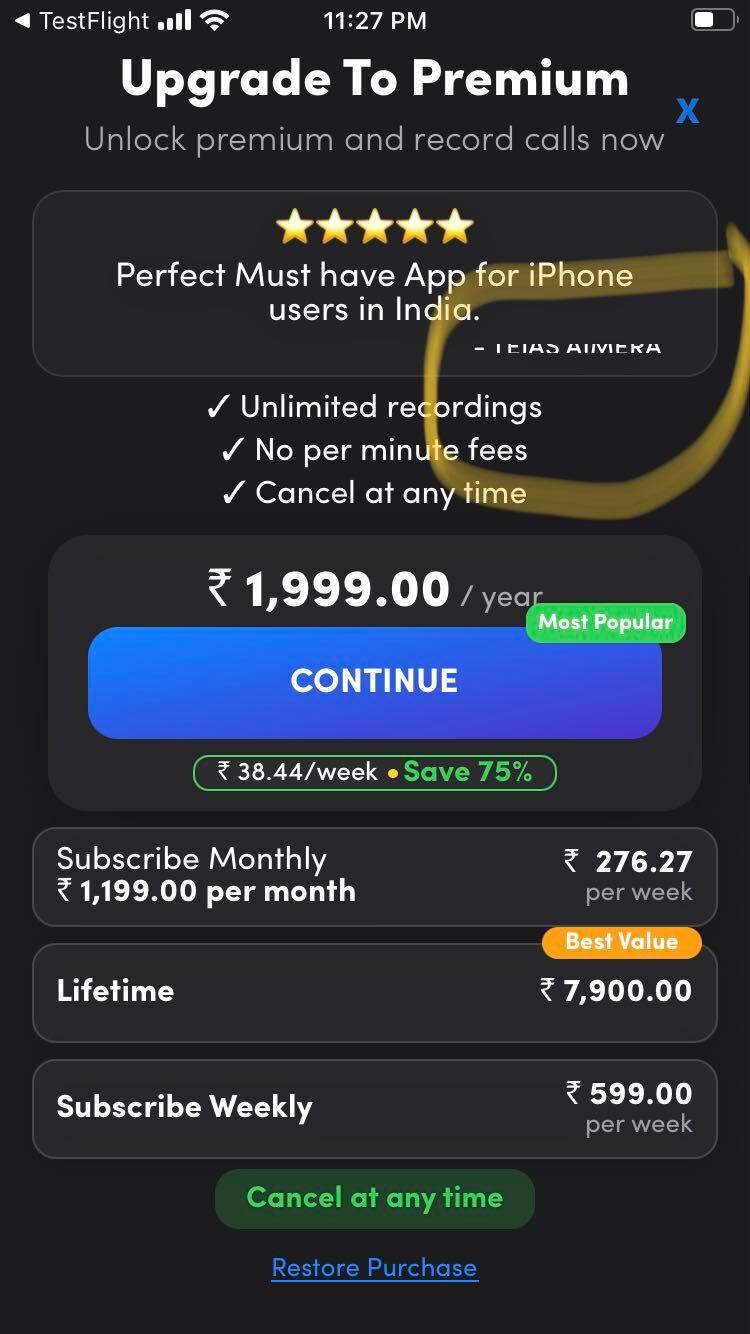 TestFlight 11:27 PM
Upgrade To Premium
X
Unlock premium and record calls now
Perfect Must have App for iPhone
users in India.
✓ Unlimited recordings
✓ No per minute fees
✓ Cancel at any time
₹ 1,999.00 / year
Most Popular
CONTINUE
₹ 38.44/week • Save 75%
Subscribe Monthly
₹ 276.27
₹ 1,199.00 per month
per week
Best Value
Lifetime
₹ 7,900.00
Subscribe Weekly
₹ 599.00
per week
Cancel at any time
Restore Purchase